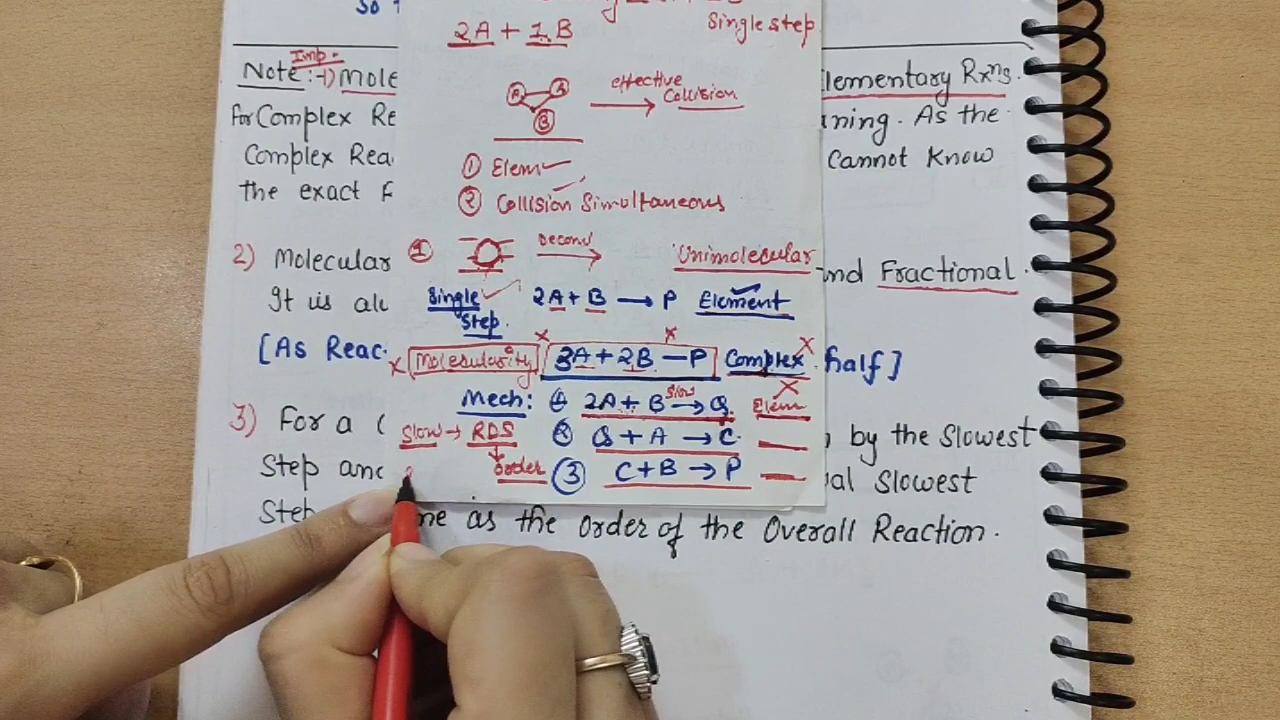 So
2A + 1B
Single step
Imp.
Note :- 1) Mole
Elementary Rxns.
For Complex Re
ning. As the
Complex Rea
Cannot Know
the exact f
A
A
B
effective
Collision
① Elem
② Collision Simultaneous
2) Molecular
and Fractional.
It is al
① Unimolecular
Single 2A + B → P Element
Step.
[As Reac.
half]
Molecularity 3A + 2B — P Complex
Mech: ① 2A + B Slow → Q Elem
3) For a (
by the Slowest
Slow → RDS ② Q + A → C
Step and
al Slowest
order ③ C + B → P
Step
me as the Order of the Overall Reaction.